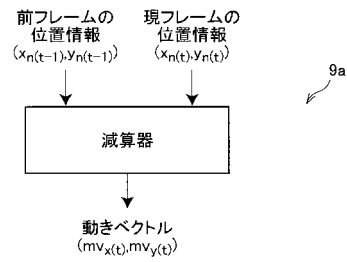 前フレームの
位置情報
(xn(t−1),yn(t−1))
現フレームの
位置情報
(xn(t),yn(t))
9a
減算器
動きベクトル
(mvx(t),mvy(t))